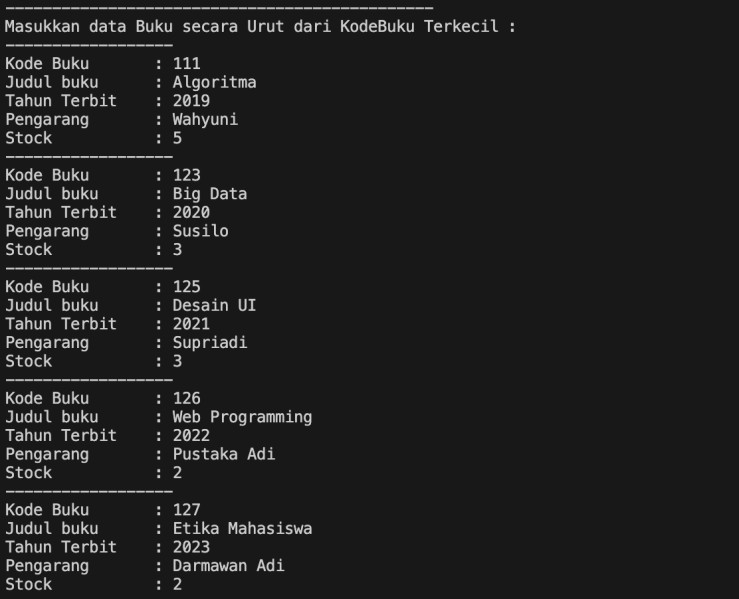 ----------------------------------------------
Masukkan data Buku secara Urut dari KodeBuku Terkecil :
------------------
Kode Buku       : 111
Judul buku      : Algoritma
Tahun Terbit    : 2019
Pengarang       : Wahyuni
Stock           : 5
------------------
Kode Buku       : 123
Judul buku      : Big Data
Tahun Terbit    : 2020
Pengarang       : Susilo
Stock           : 3
------------------
Kode Buku       : 125
Judul buku      : Desain UI
Tahun Terbit    : 2021
Pengarang       : Supriadi
Stock           : 3
------------------
Kode Buku       : 126
Judul buku      : Web Programming
Tahun Terbit    : 2022
Pengarang       : Pustaka Adi
Stock           : 2
------------------
Kode Buku       : 127
Judul buku      : Etika Mahasiswa
Tahun Terbit    : 2023
Pengarang       : Darmawan Adi
Stock           : 2